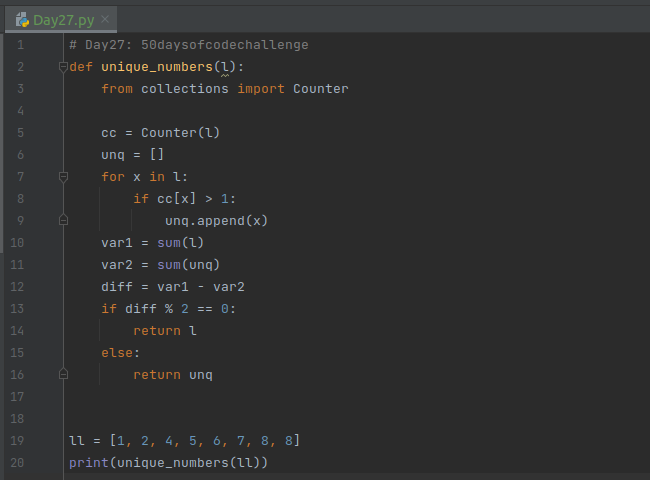 Day27.py
1 # Day27: 50daysofcodechallenge
2 def unique_numbers(l):
3     from collections import Counter
4
5     cc = Counter(l)
6     unq = []
7     for x in l:
8         if cc[x] > 1:
9             unq.append(x)
10     var1 = sum(l)
11     var2 = sum(unq)
12     diff = var1 - var2
13     if diff % 2 == 0:
14         return l
15     else:
16         return unq
17
18
19 ll = [1, 2, 4, 5, 6, 7, 8, 8]
20 print(unique_numbers(ll))